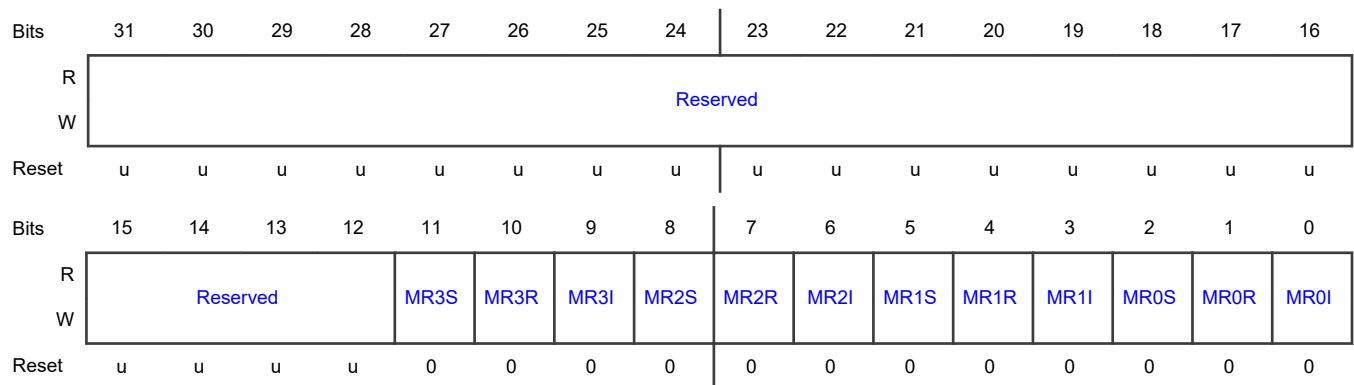 Bits 31 30 29 28 27 26 25 24 23 22 21 20 19 18 17 16
R
Reserved
W
Reset u u u u u u u u u u u u u u u u
Bits 15 14 13 12 11 10 9 8 7 6 5 4 3 2 1 0
R
Reserved MR3S MR3R MR3I MR2S MR2R MR2I MR1S MR1R MR1I MR0S MR0R MR0I
W
Reset u u u u 0 0 0 0 0 0 0 0 0 0 0 0